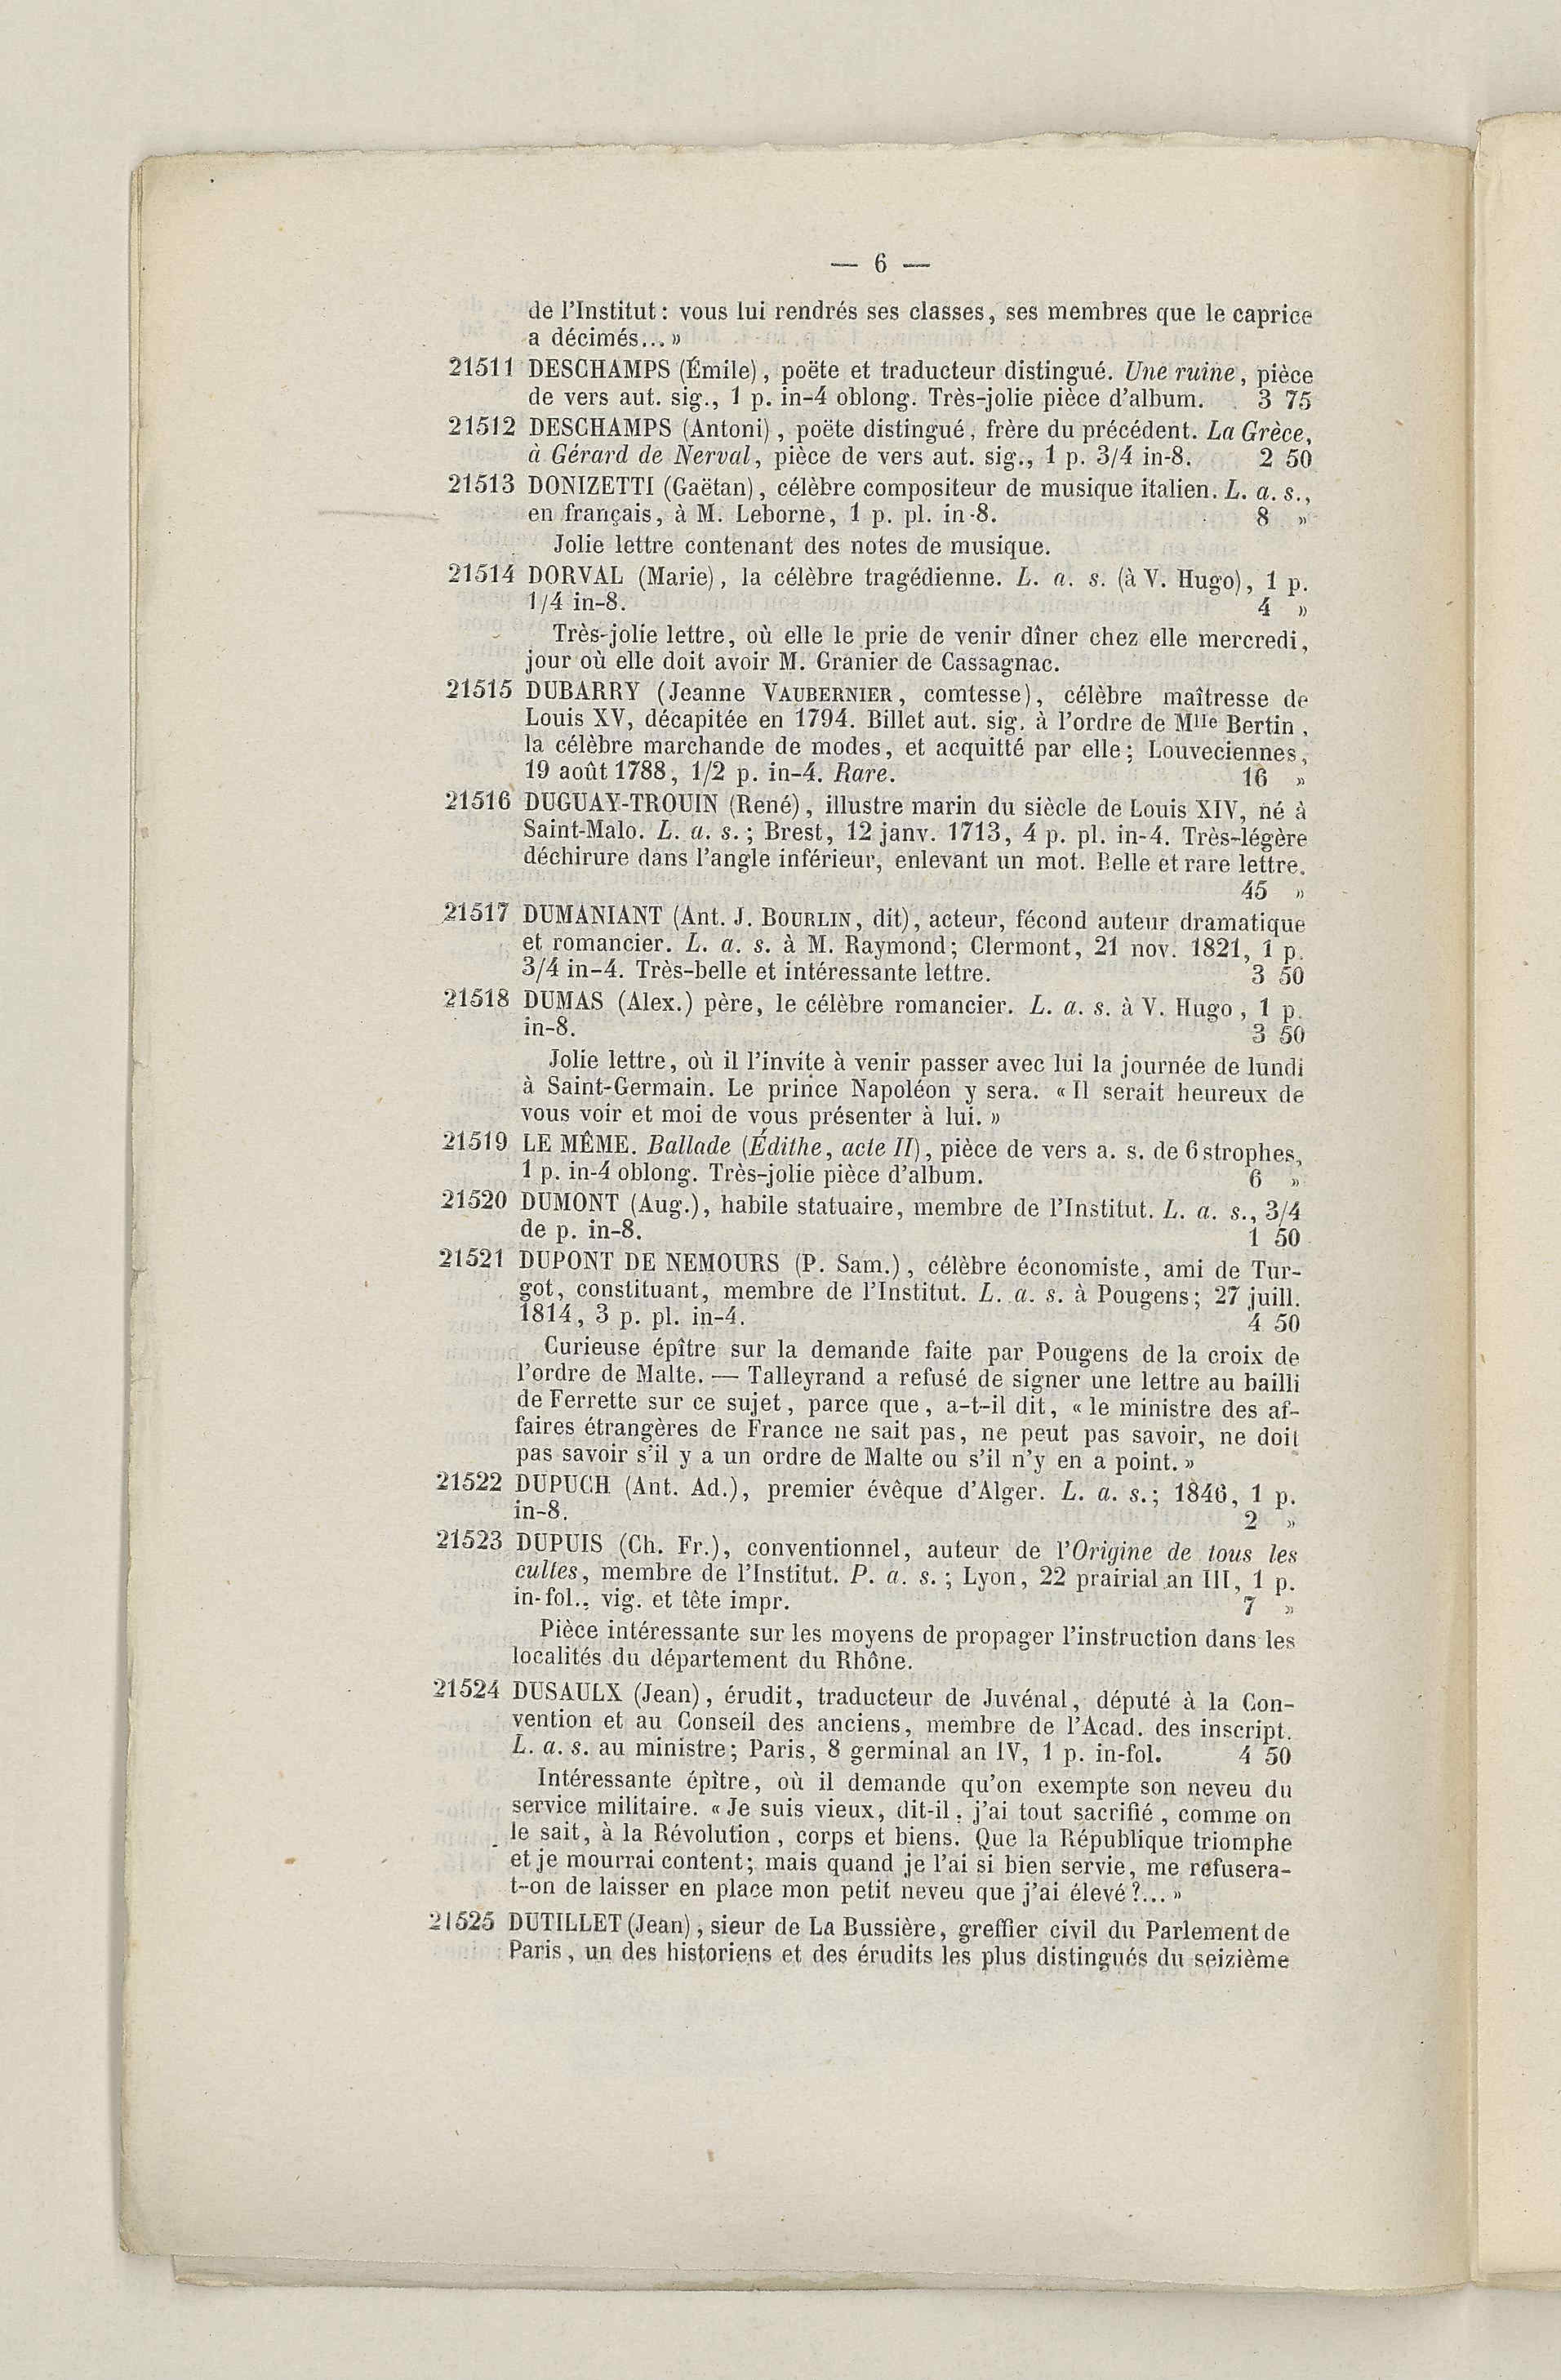 — 6 —
de l'Institut: vous lui rendrés ses classes, ses membres que le caprice
a décimés... »
21511 DESCHAMPS (Émile), poëte et traducteur distingué. Une ruine, pièce
de vers aut. sig., 1 p. in-4 oblong. Très-jolie pièce d'album. 3 75
21512 DESCHAMPS (Antoni), poëte distingué, frère du précédent. La Grèce,
à Gérard de Nerval, pièce de vers aut. sig., 1 p. 3/4 in-8. 2 50
21513 DONIZETTI (Gaëtan), célèbre compositeur de musique italien. L. a. s.,
en français, à M. Leborne, 1 p. pl. in-8. 8 »
Jolie lettre contenant des notes de musique.
21514 DORVAL (Marie), la célèbre tragédienne. L. a. s. (à V. Hugo), 1 p.
1/4 in-8. 4 »
Très-jolie lettre, où elle le prie de venir dîner chez elle mercredi,
jour où elle doit avoir M. Granier de Cassagnac.
21515 DUBARRY (Jeanne VAUBERNIER, comtesse), célèbre maîtresse de
Louis XV, décapitée en 1794. Billet aut. sig. à l'ordre de Mlle Bertin,
la célèbre marchande de modes, et acquitté par elle; Louveciennes,
19 août 1788, 1/2 p. in-4. Rare. 16 »
21516 DUGUAY-TROUIN (René), illustre marin du siècle de Louis XIV, né à
Saint-Malo. L. a. s.; Brest, 12 janv. 1713, 4 p. pl. in-4. Très-légère
déchirure dans l'angle inférieur, enlevant un mot. Belle et rare lettre.
45 »
21517 DUMANIANT (Ant. J. BOURLIN, dit), acteur, fécond auteur dramatique
et romancier. L. a. s. à M. Raymond; Clermont, 21 nov. 1821, 1 p.
3/4 in-4. Très-belle et intéressante lettre. 3 50
21518 DUMAS (Alex.) père, le célèbre romancier. L. a. s. à V. Hugo, 1 p.
in-8. 3 50
Jolie lettre, où il l'invite à venir passer avec lui la journée de lundi
à Saint-Germain. Le prince Napoléon y sera. « Il serait heureux de
vous voir et moi de vous présenter à lui. »
21519 LE MÊME. Ballade (Édithe, acte II), pièce de vers a. s. de 6 strophes,
1 p. in-4 oblong. Très-jolie pièce d'album. 6 »
21520 DUMONT (Aug.), habile statuaire, membre de l'Institut. L. a. s., 3/4
de p. in-8. 1 50
21521 DUPONT DE NEMOURS (P. Sam.), célèbre économiste, ami de Tur-
got, constituant, membre de l'Institut. L. a. s. à Pougens; 27 juill.
1814, 3 p. pl. in-4. 4 50
Curieuse épître sur la demande faite par Pougens de la croix de
l'ordre de Malte. — Talleyrand a refusé de signer une lettre au bailli
de Ferrette sur ce sujet, parce que, a-t-il dit, « le ministre des af-
faires étrangères de France ne sait pas, ne peut pas savoir, ne doit
pas savoir s'il y a un ordre de Malte ou s'il n'y en a point. »
21522 DUPUCH (Ant. Ad.), premier évêque d'Alger. L. a. s.; 1846, 1 p.
in-8. 2 »
21523 DUPUIS (Ch. Fr.), conventionnel, auteur de l'Origine de tous les
cultes, membre de l'Institut. P. a. s.; Lyon, 22 prairial an III, 1 p.
in-fol., vig. et tête impr. 7 »
Pièce intéressante sur les moyens de propager l'instruction dans les
localités du département du Rhône.
21524 DUSAULX (Jean), érudit, traducteur de Juvénal, député à la Con-
vention et au Conseil des anciens, membre de l'Acad. des inscript.
L. a. s. au ministre; Paris, 8 germinal an IV, 1 p. in-fol. 4 50
Intéressante épître, où il demande qu'on exempte son neveu du
service militaire. « Je suis vieux, dit-il, j'ai tout sacrifié, comme on
le sait, à la Révolution, corps et biens. Que la République triomphe
et je mourrai content; mais quand je l'ai si bien servie, me refusera-
t-on de laisser en place mon petit neveu que j'ai élevé?... »
21525 DUTILLET (Jean), sieur de La Bussière, greffier civil du Parlement de
Paris, un des historiens et des érudits les plus distingués du seizième